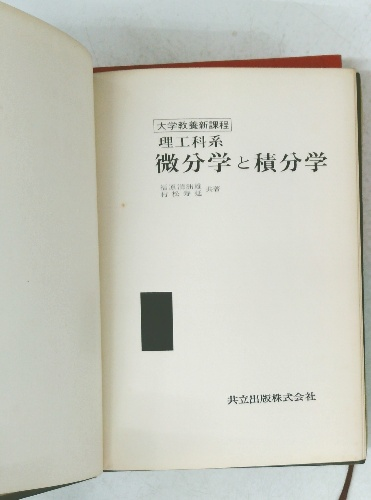 大学教養新課程
理工科系
微分学と積分学
共著
共立出版株式会社